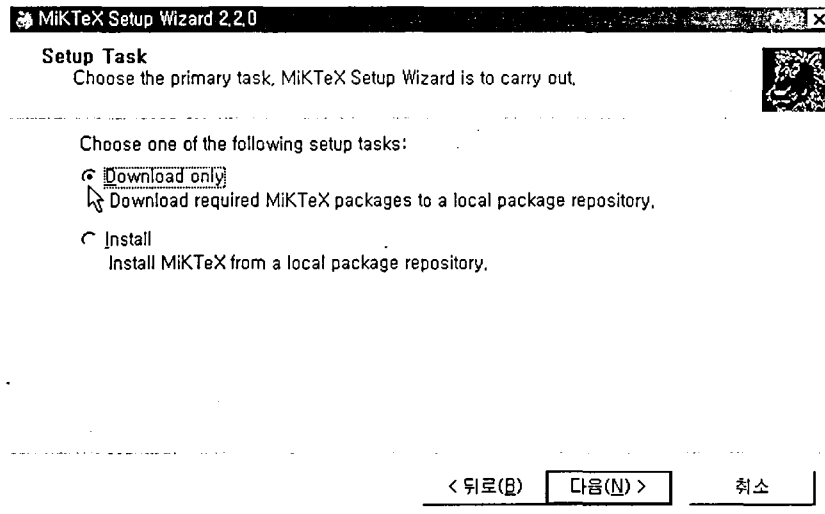 MiKTeX Setup Wizard 2,2,0
Setup Task
Choose the primary task, MiKTeX Setup Wizard is to carry out,
Choose one of the following setup tasks:
Download only
Download required MiKTeX packages to a local package repository,
Install
Install MiKTeX from a local package repository,
< 뒤로(B) 다음(N) > 취소